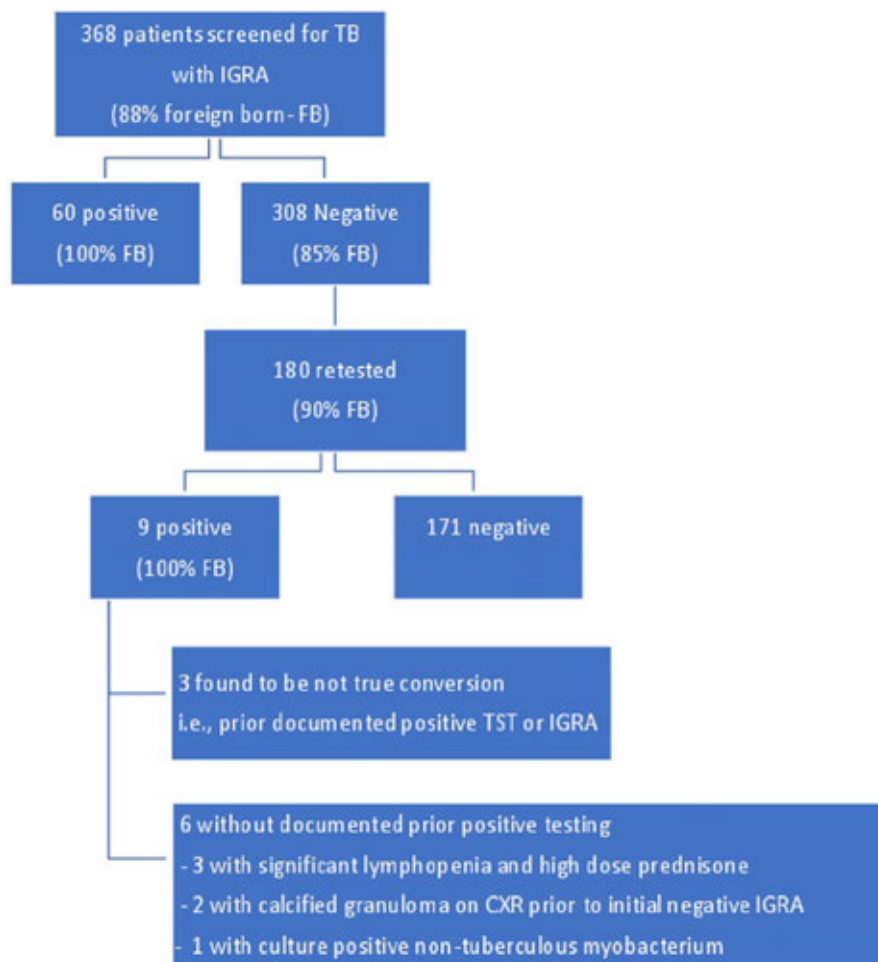 368 patients screened for TB
with IGRA
(88% foreign born- FB)
60 positive
(100% FB)
308 Negative
(85% FB)
180 retested
(90% FB)
9 positive
(100% FB)
171 negative
3 found to be not true conversion
i.e., prior documented positive TST or IGRA
6 without documented prior positive testing
- 3 with significant lymphopenia and high dose prednisone
- 2 with calcified granuloma on CXR prior to initial negative IGRA
- 1 with culture positive non-tuberculous myobacterium